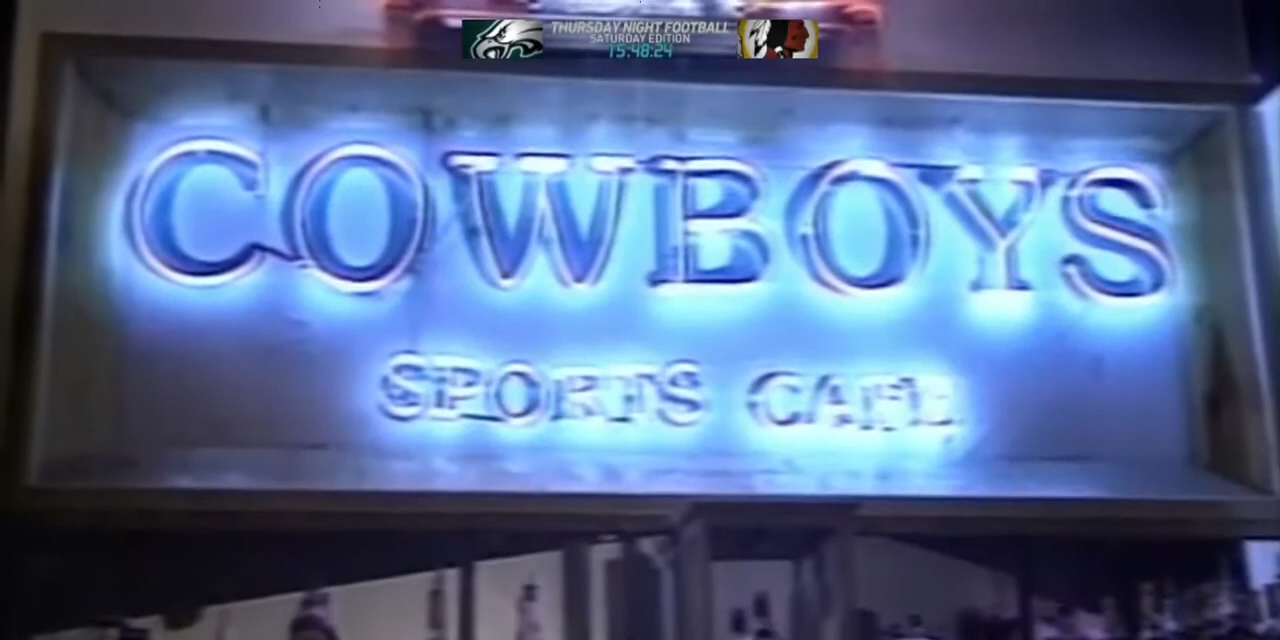 THURSDAY NIGHT FOOTBALL
SATURDAY EDITION
15:48:24
COWBOYS
SPORTS CAFE